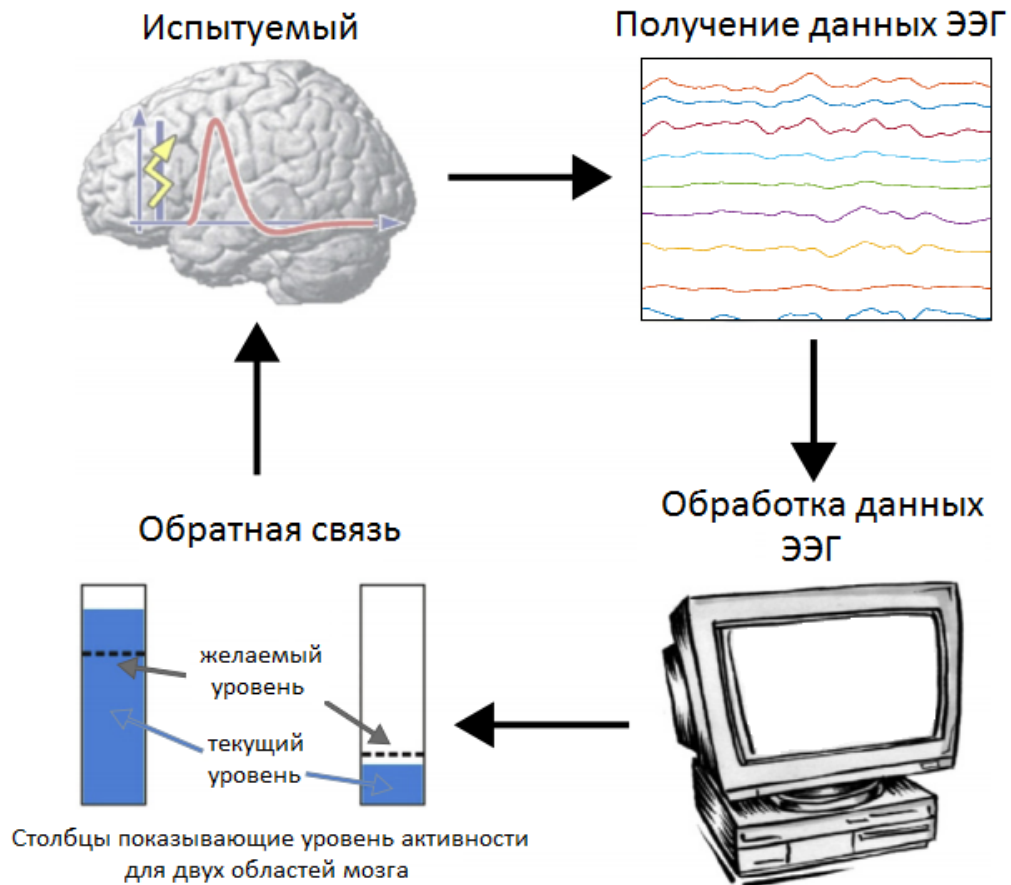 Испытуемый
Получение данных ЭЭГ
Обработка данных
ЭЭГ
Обратная связь
желаемый
уровень
текущий
уровень
Столбцы показывающие уровень активности
для двух областей мозга